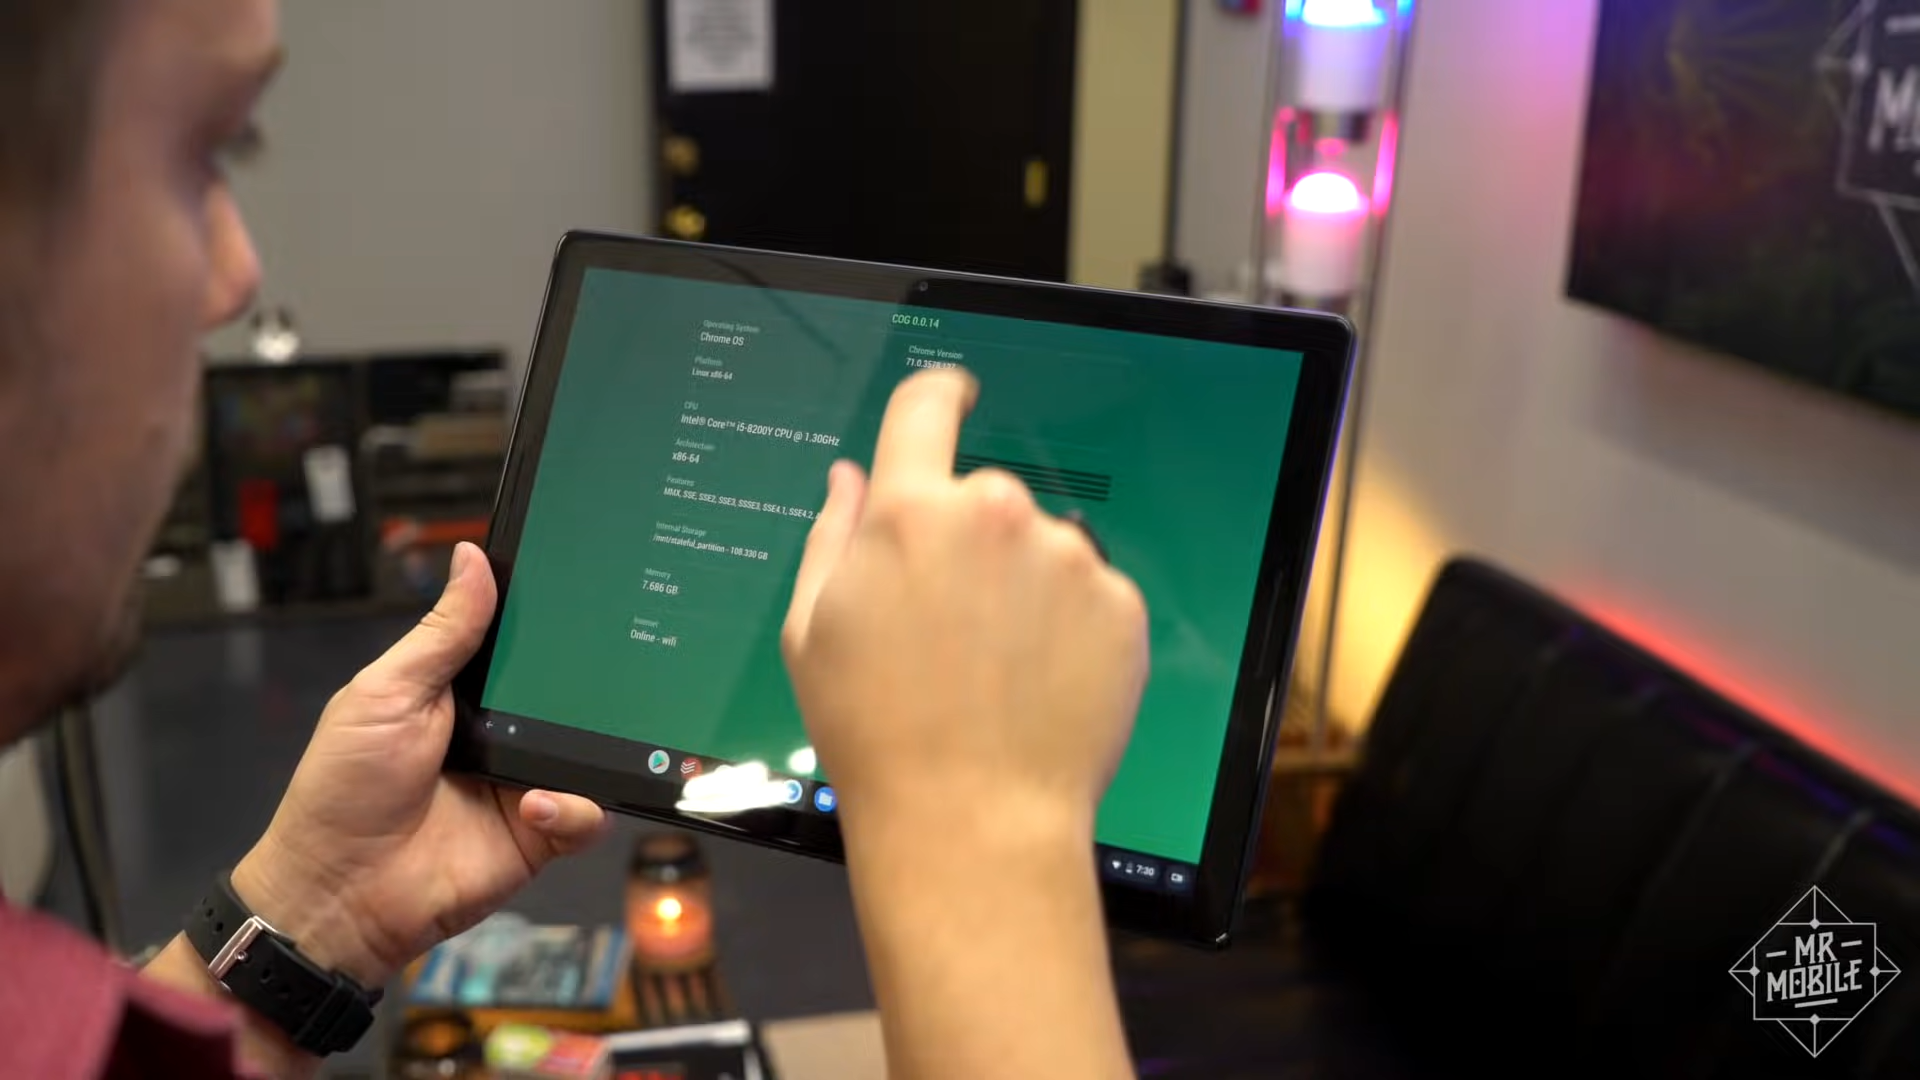 COG 0.0.14
Operating System
Chrome OS
Chrome Version
Platform
Linux x86-64
CPU
Intel® Core™ i5-8200Y CPU @ 1.30GHz
Architecture
x86-64
Features
MMX, SSE, SSE2, SSE3, SSSE3, SSE4.1, SSE4.2,
Internal Storage
/mnt/stateful_partition - 108.330 GB
Memory
7.686 GB
Internet
Online - wifi
7:30
MR
MOBILE